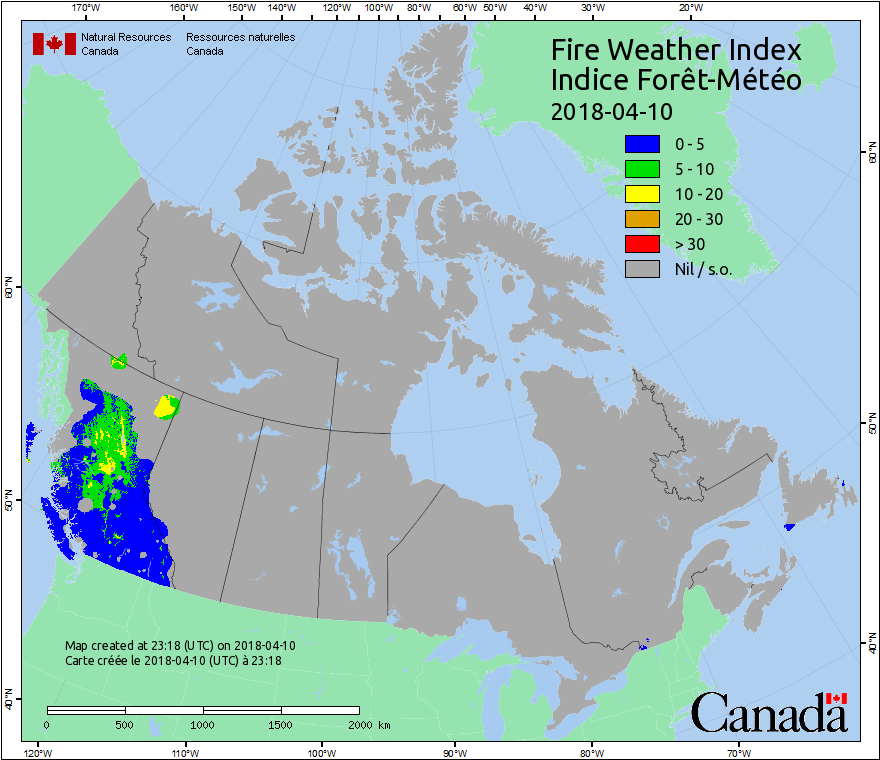 170°W 160°W 150°W 140°W 130°W 120°W 110°W 100°W 90°W 80°W 60°W 50°W 40°W 30°W 20°W
Natural Resources Canada
Ressources naturelles Canada
Fire Weather Index
Indice Forêt-Météo
2018-04-10
0 - 5
5 - 10
10 - 20
20 - 30
> 30
Nil / s.o.
60°N
50°N
40°N
60°N
50°N
40°N
Map created at 23:18 (UTC) on 2018-04-10
Carte créée le 2018-04-10 (UTC) à 23:18
0 500 1000 1500 2000 km
Canada
120°W 110°W 100°W 90°W 80°W 70°W